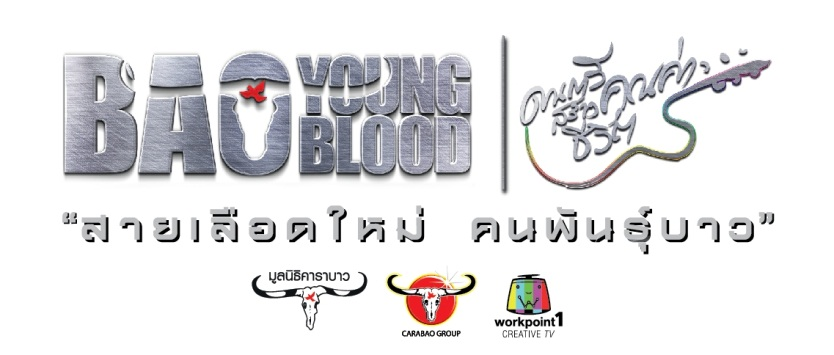 BAO YOUNG BLOOD
ดนตรี
สร้างคุณค่า
ชีวิต
“สายเลือดใหม่ คนพันธุ์บาว”
มูลนิธิคาราบาว
CARABAO GROUP
workpoint1
CREATIVE TV